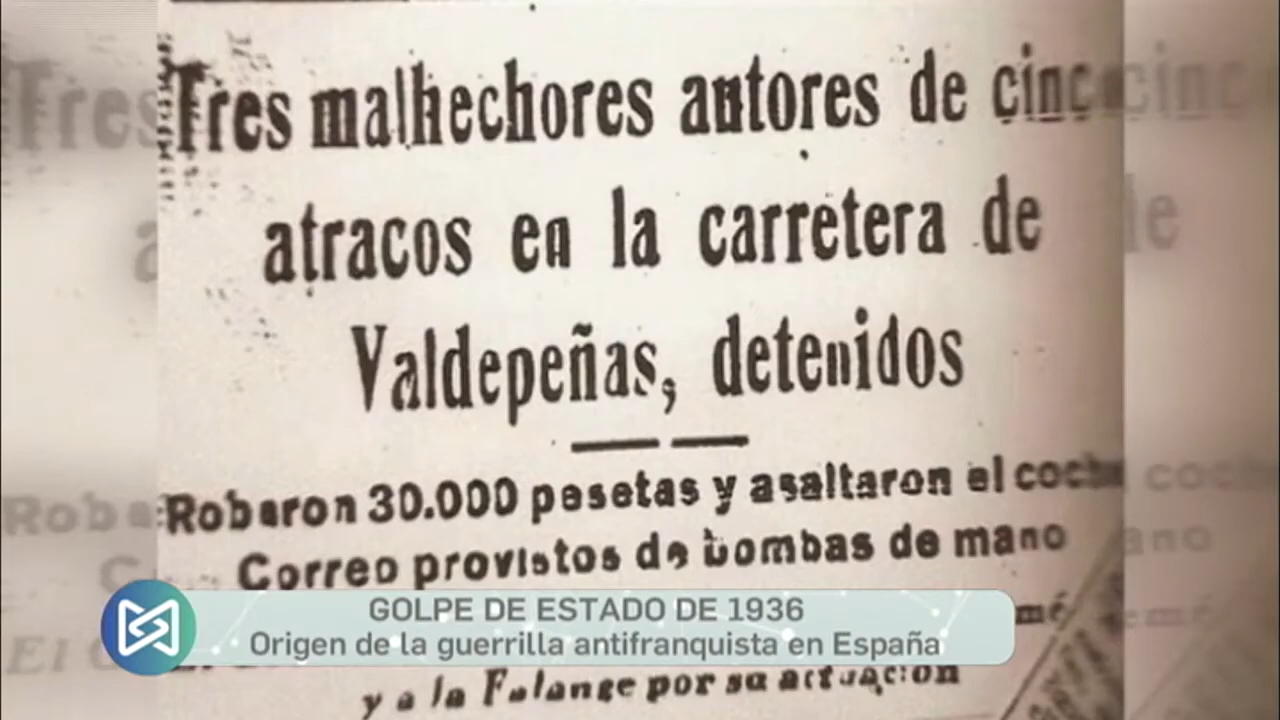 Tres malhechores autores de cinc
atracos en la carretera de
Valdepeñas, detenidos
Robaron 30.000 pesetas y asaltaron el coche
Correo provistos de bombas de mano
GOLPE DE ESTADO DE 1936
Origen de la guerrilla antifranquista en España
y a la Falange por su actuación